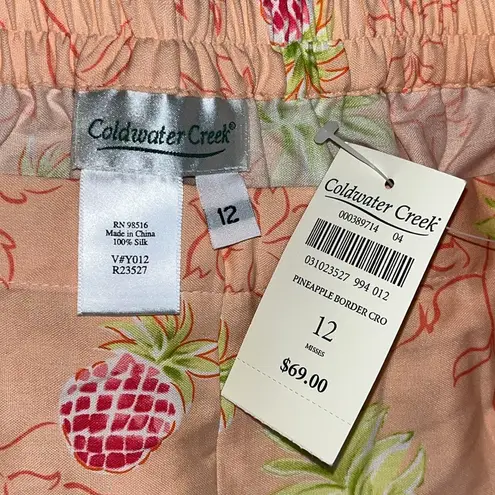 Coldwater Creek®
RN 98516
Made in China
100% Silk
V#Y012
R23527
12
Coldwater Creek®
000389714 04
031023527 994 012
PINEAPPLE BORDER CRO
12
MISSES
$69.00